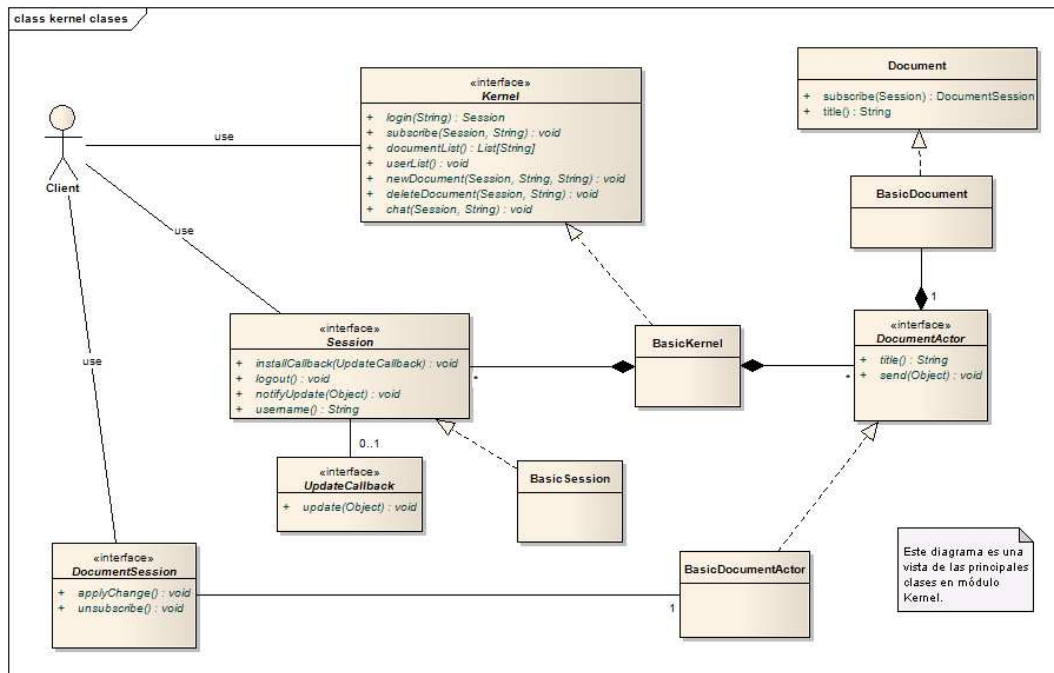 class kernel clases
Client
use
use
use
«interface»
Kernel
+ login(String) : Session
+ subscribe(Session, String) : void
+ documentList() : List[String]
+ userList() : void
+ newDocument(Session, String, String) : void
+ deleteDocument(Session, String) : void
+ chat(Session, String) : void
Document
+ subscribe(Session) : DocumentSession
+ title() : String
BasicDocument
1
«interface»
DocumentActor
+ title() : String
+ send(Object) : void
BasicKernel
*
*
«interface»
Session
+ installCallback(UpdateCallback) : void
+ logout() : void
+ notifyUpdate(Object) : void
+ username() : String
0..1
«interface»
UpdateCallback
+ update(Object) : void
BasicSession
«interface»
DocumentSession
+ applyChange() : void
+ unsubscribe() : void
BasicDocumentActor
1
Este diagrama es una
vista de las principales
clases en módulo
Kernel.